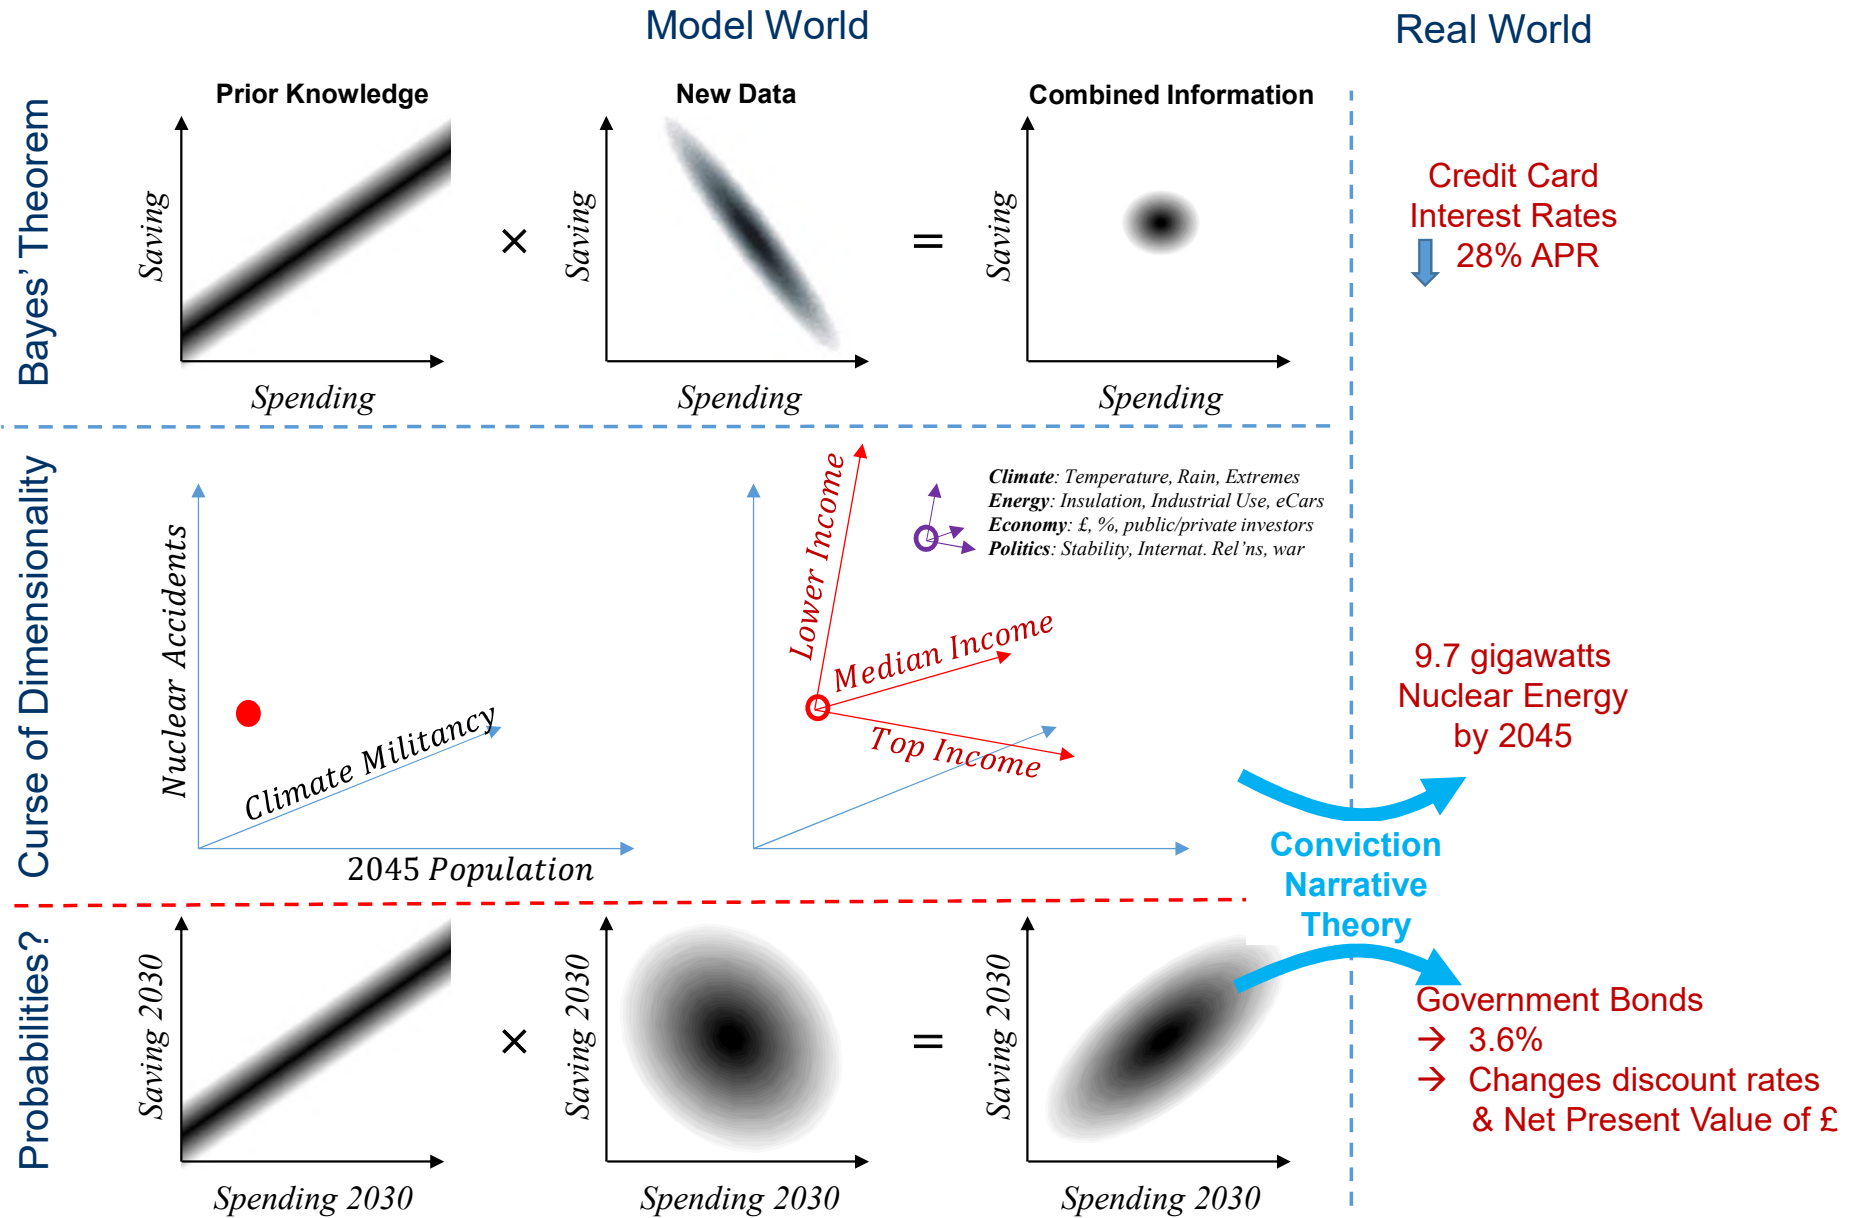 Model World
Real World
Bayes’ Theorem
Prior Knowledge
New Data
Combined Information
Saving
Spending
×
Saving
Spending
=
Saving
Spending
Credit Card
Interest Rates
28% APR
Curse of Dimensionality
Nuclear Accidents
Climate Militancy
2045 Population
Lower Income
Median Income
Top Income
Climate: Temperature, Rain, Extremes
Energy: Insulation, Industrial Use, eCars
Economy: £, %, public/private investors
Politics: Stability, Internat. Rel’ns, war
9.7 gigawatts
Nuclear Energy
by 2045
Conviction
Narrative
Theory
Probabilities?
Saving 2030
Spending 2030
×
Saving 2030
Spending 2030
=
Saving 2030
Spending 2030
Government Bonds
→ 3.6%
→ Changes discount rates
& Net Present Value of £